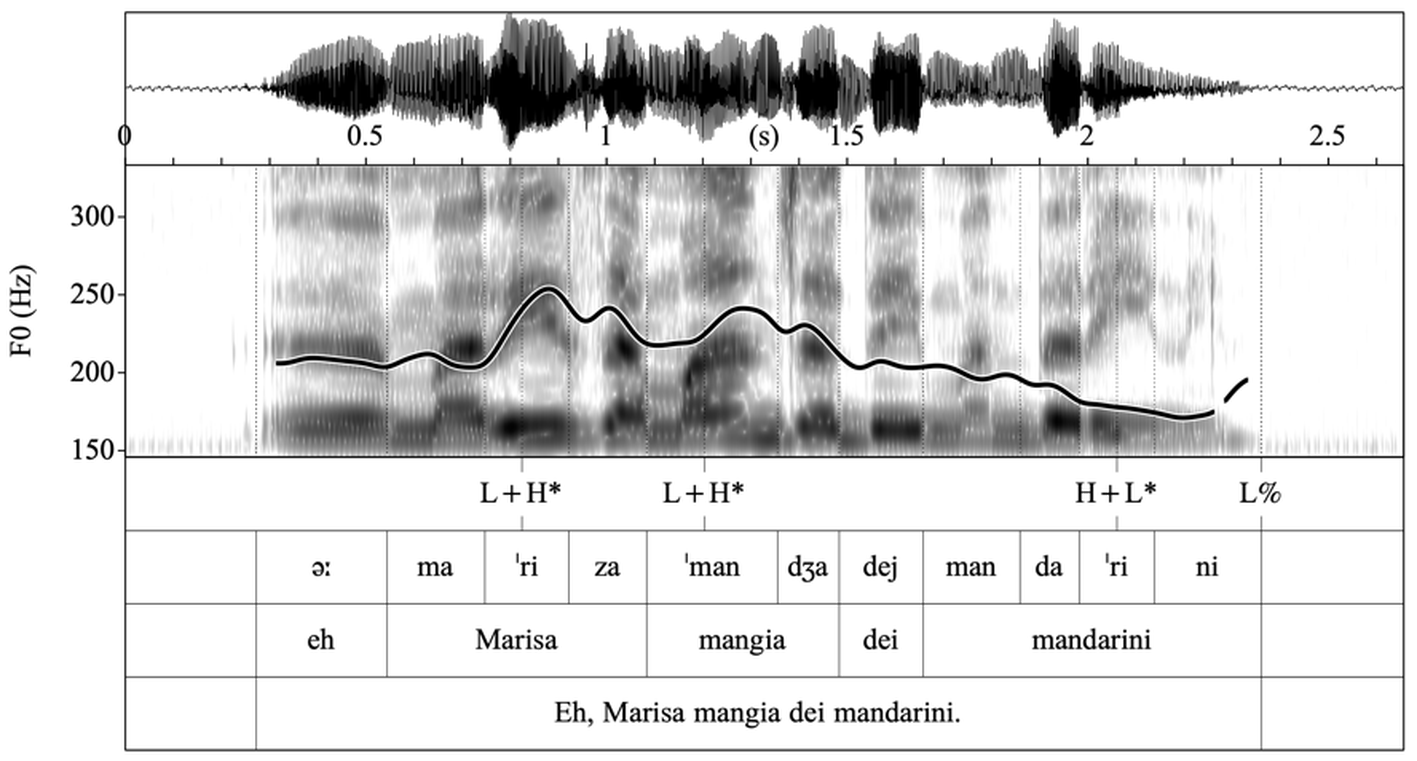 0 0.5 1 (s) 1.5 2 2.5
F0 (Hz)
300
250
200
150
L+H* L+H* H+L* L%
əː ma ˈri za ˈman dʒa dej man da ˈri ni
eh Marisa mangia dei mandarini
Eh, Marisa mangia dei mandarini.